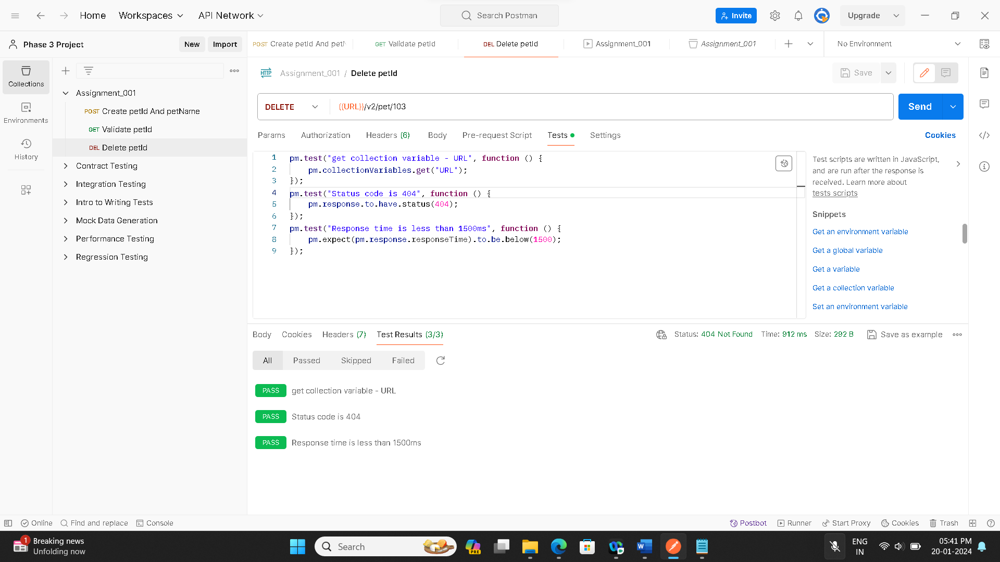 Home Workspaces API Network Search Postman Invite Upgrade
Phase 3 Project New Import
POST Create petId And petN GET Validate petId DEL Delete petId Assignment_001 Assignment_001 No Environment
Collections
Environments
History
Assignment_001
POST Create petId And petName
GET Validate petId
DEL Delete petId
Contract Testing
Integration Testing
Intro to Writing Tests
Mock Data Generation
Performance Testing
Regression Testing
HTTP Assignment_001 / Delete petId Save
DELETE {{URL}}/v2/pet/103 Send
Params Authorization Headers (6) Body Pre-request Script Tests Settings Cookies
1 pm.test("get collection variable - URL", function () {
2 pm.collectionVariables.get("URL");
3 });
4 pm.test("Status code is 404", function () {
5 pm.response.to.have.status(404);
6 });
7 pm.test("Response time is less than 1500ms", function () {
8 pm.expect(pm.response.responseTime).to.be.below(1500);
9 });
Test scripts are written in JavaScript,
and are run after the response is
received. Learn more about
tests scripts
Snippets
Get an environment variable
Get a global variable
Get a variable
Get a collection variable
Set an environment variable
Body Cookies Headers (7) Test Results (3/3) Status: 404 Not Found Time: 912 ms Size: 292 B Save as example
All Passed Skipped Failed
PASS get collection variable - URL
PASS Status code is 404
PASS Response time is less than 1500ms
Online Find and replace Console Postbot Runner Start Proxy Cookies Trash
1 Breaking news
Unfolding now
Search
PRE
W
ENG
IN
05:41 PM
20-01-2024